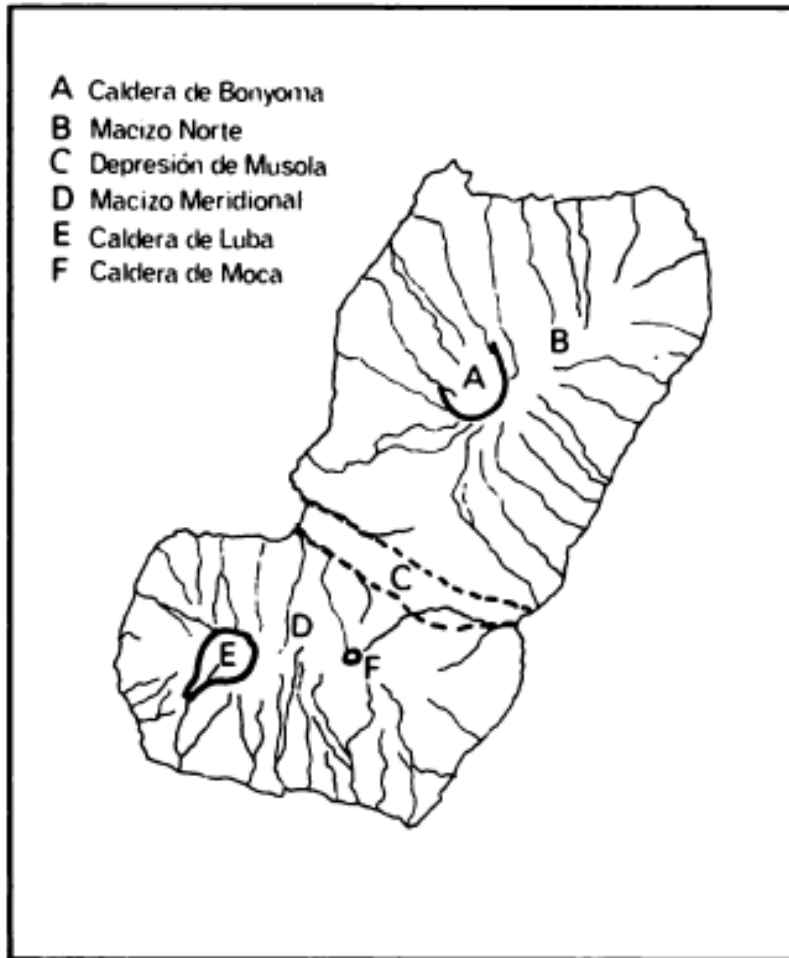 A Caldera de Bonyoma
B Macizo Norte
C Depresión de Musola
D Macizo Meridional
E Caldera de Luba
F Caldera de Moca
B
A
C
D
E
F